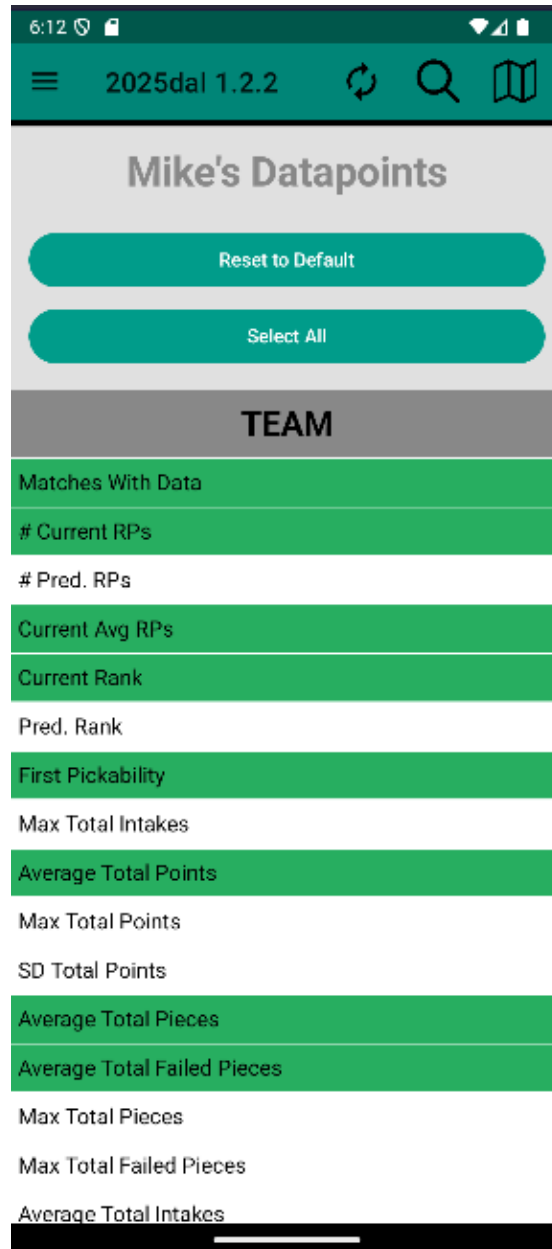 6:12
2025dal 1.2.2
Mike's Datapoints
Reset to Default
Select All
TEAM
Matches With Data
# Current RPs
# Pred. RPs
Current Avg RPs
Current Rank
Pred. Rank
First Pickability
Max Total Intakes
Average Total Points
Max Total Points
SD Total Points
Average Total Pieces
Average Total Failed Pieces
Max Total Pieces
Max Total Failed Pieces
Average Total Intakes